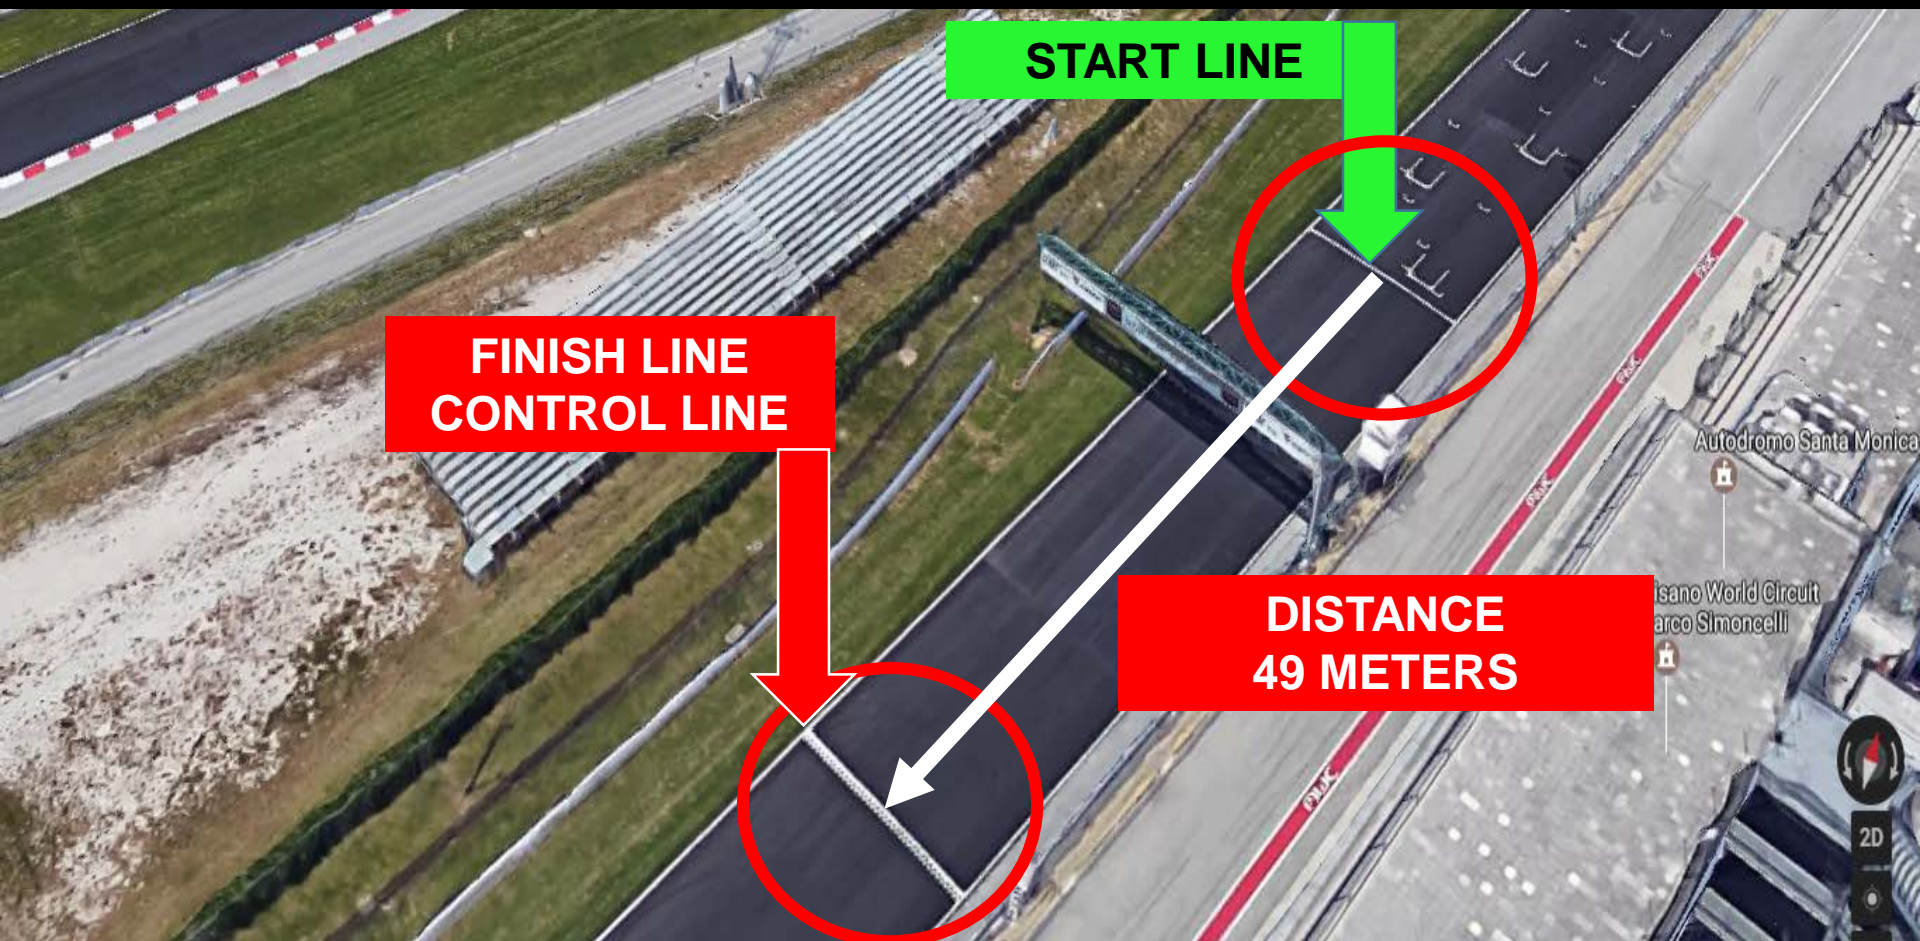 START LINE
FINISH LINE
CONTROL LINE
Autodromo Santa Monica
DISTANCE
49 METERS
isano World Circuit
arco Simoncelli
2D